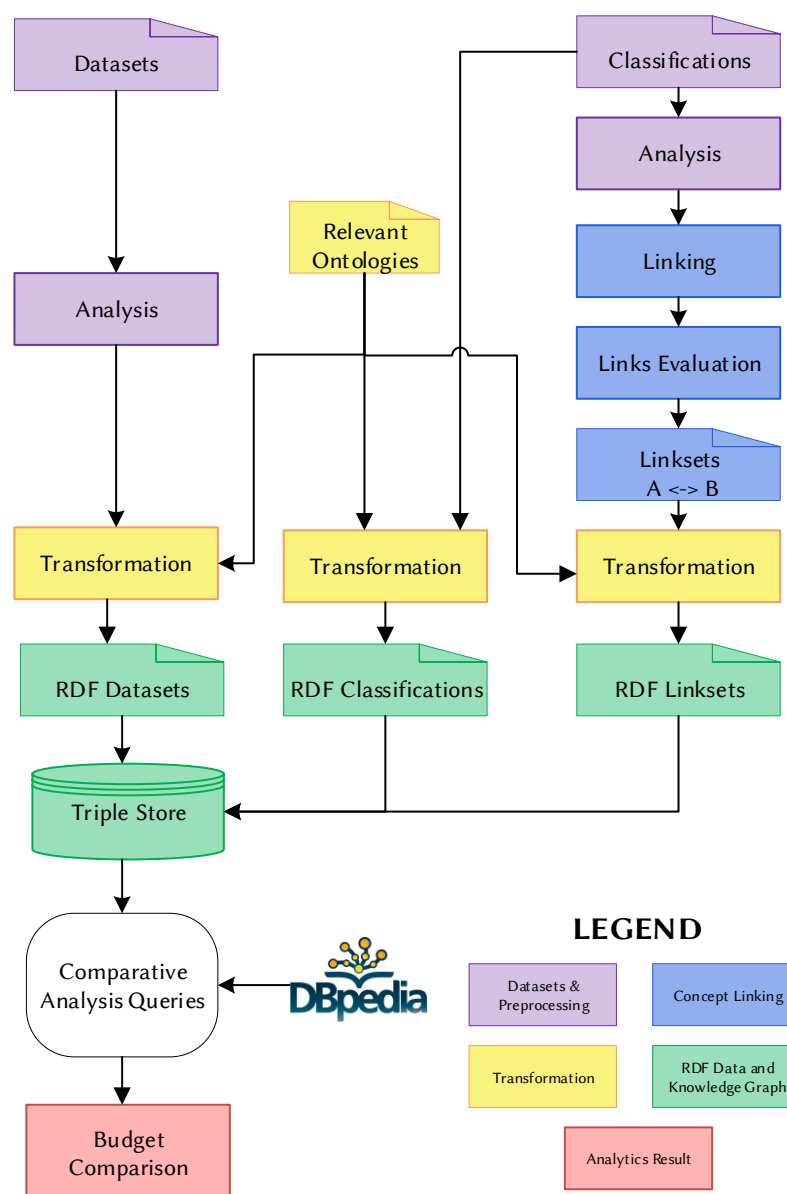 Datasets
Classifications
Analysis
Relevant
Ontologies
Linking
Analysis
Links Evaluation
Linksets
A <-> B
Transformation
Transformation
Transformation
RDF Datasets
RDF Classifications
RDF Linksets
Triple Store
Comparative
Analysis Queries
DBpedia
Budget
Comparison
LEGEND
Datasets &
Preprocessing
Concept Linking
Transformation
RDF Data and
Knowledge Graph
Analytics Result